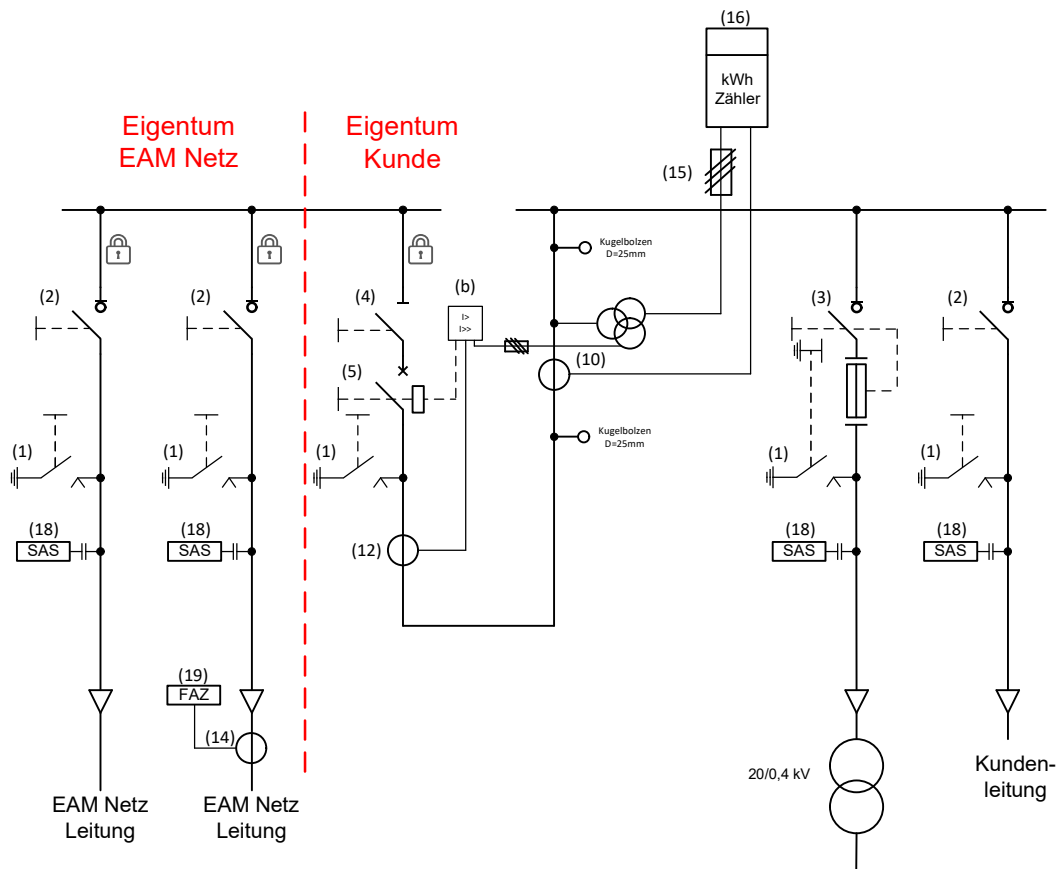 (16)
kWh
Zähler
Eigentum
EAM Netz
Eigentum
Kunde
(15)
Kugelbolzen
D=25mm
(2)
(2)
(4)
(b)
I>
I>>
(3)
(2)
(10)
(5)
Kugelbolzen
D=25mm
(1)
(1)
(1)
(1)
(1)
(18)
SAS
(18)
SAS
(12)
(18)
SAS
(18)
SAS
(19)
FAZ
(14)
20/0,4 kV
Kunden-
leitung
EAM Netz
Leitung
EAM Netz
Leitung